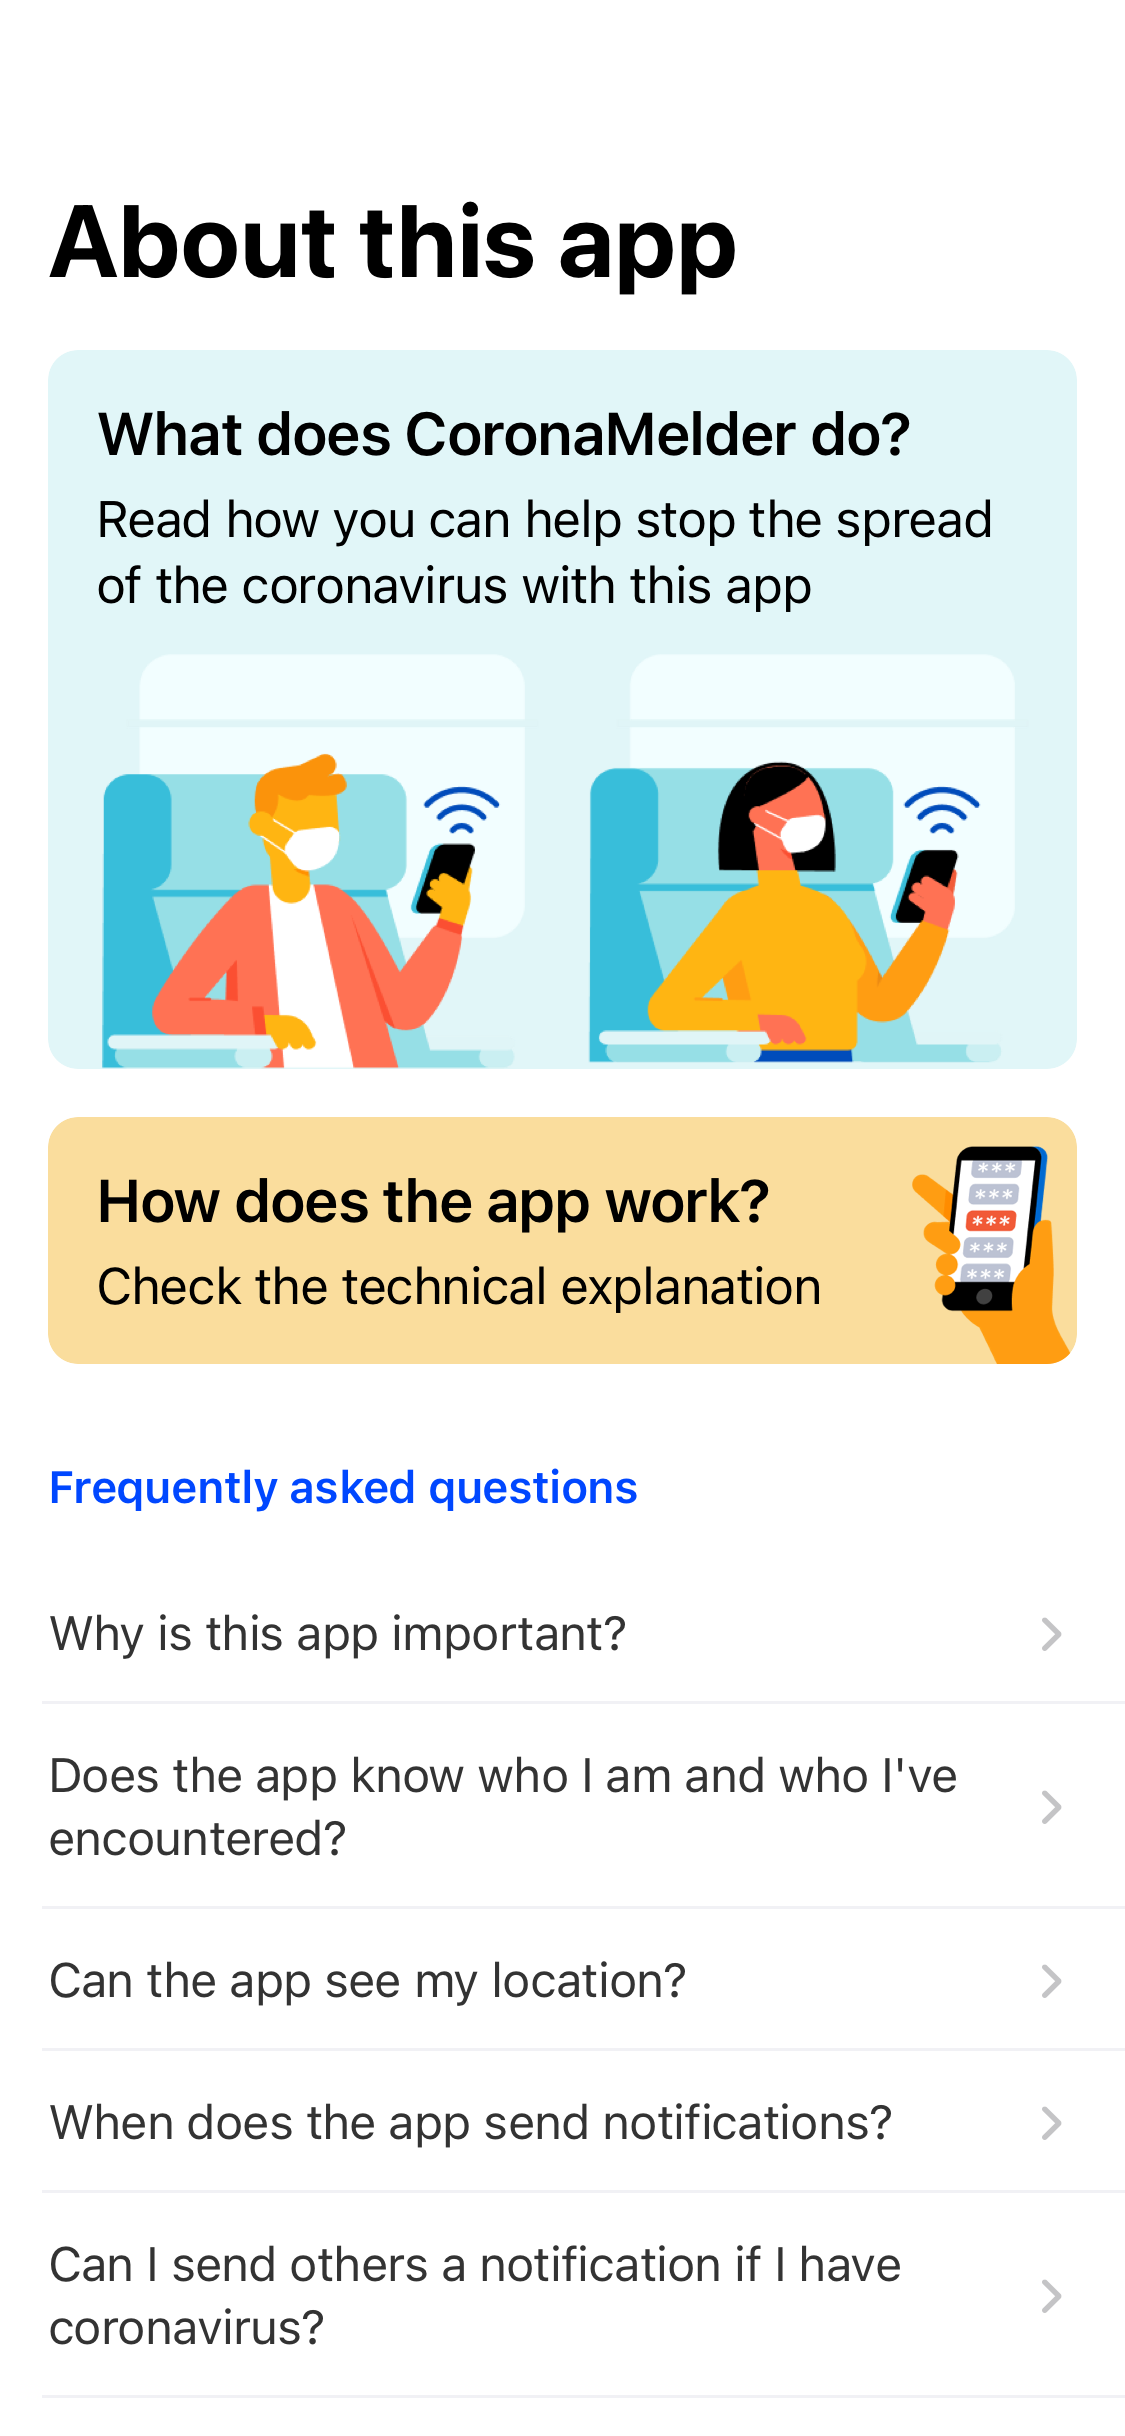 About this app
What does CoronaMelder do?
Read how you can help stop the spread
of the coronavirus with this app
How does the app work?
Check the technical explanation
***
***
***
***
***
Frequently asked questions
Why is this app important?
Does the app know who I am and who I've
encountered?
Can the app see my location?
When does the app send notifications?
Can I send others a notification if I have
coronavirus?